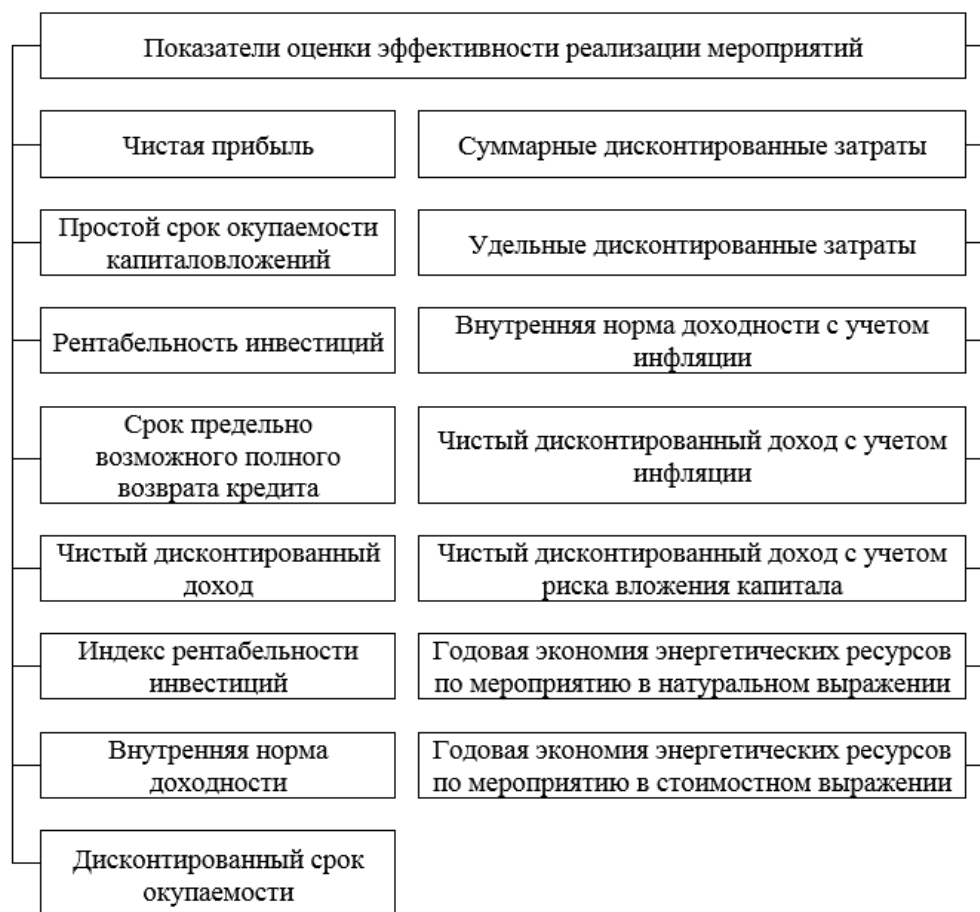 Показатели оценки эффективности реализации мероприятий
Чистая прибыль
Суммарные дисконтированные затраты
Простой срок окупаемости
капиталовложений
Удельные дисконтированные затраты
Рентабельность инвестиций
Внутренняя норма доходности с учетом
инфляции
Срок предельно
возможного полного
возврата кредита
Чистый дисконтированный доход с учетом
инфляции
Чистый дисконтированный
доход
Чистый дисконтированный доход с учетом
риска вложения капитала
Индекс рентабельности
инвестиций
Годовая экономия энергетических ресурсов
по мероприятию в натуральном выражении
Внутренняя норма
доходности
Годовая экономия энергетических ресурсов
по мероприятию в стоимостном выражении
Дисконтированный срок
окупаемости